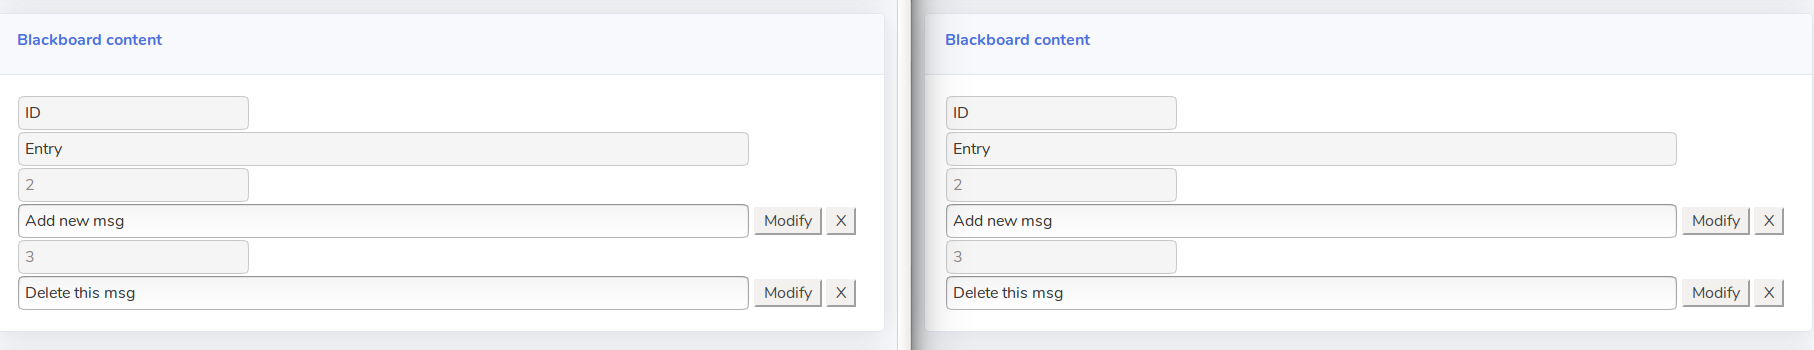 Blackboard content
ID
Entry
2
Add new msg Modify X
3
Delete this msg Modify X
Blackboard content
ID
Entry
2
Add new msg Modify X
3
Delete this msg Modify X